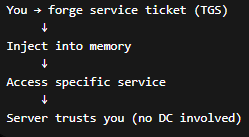 You → forge service ticket (TGS)
↓
Inject into memory
↓
Access specific service
↓
Server trusts you (no DC involved)